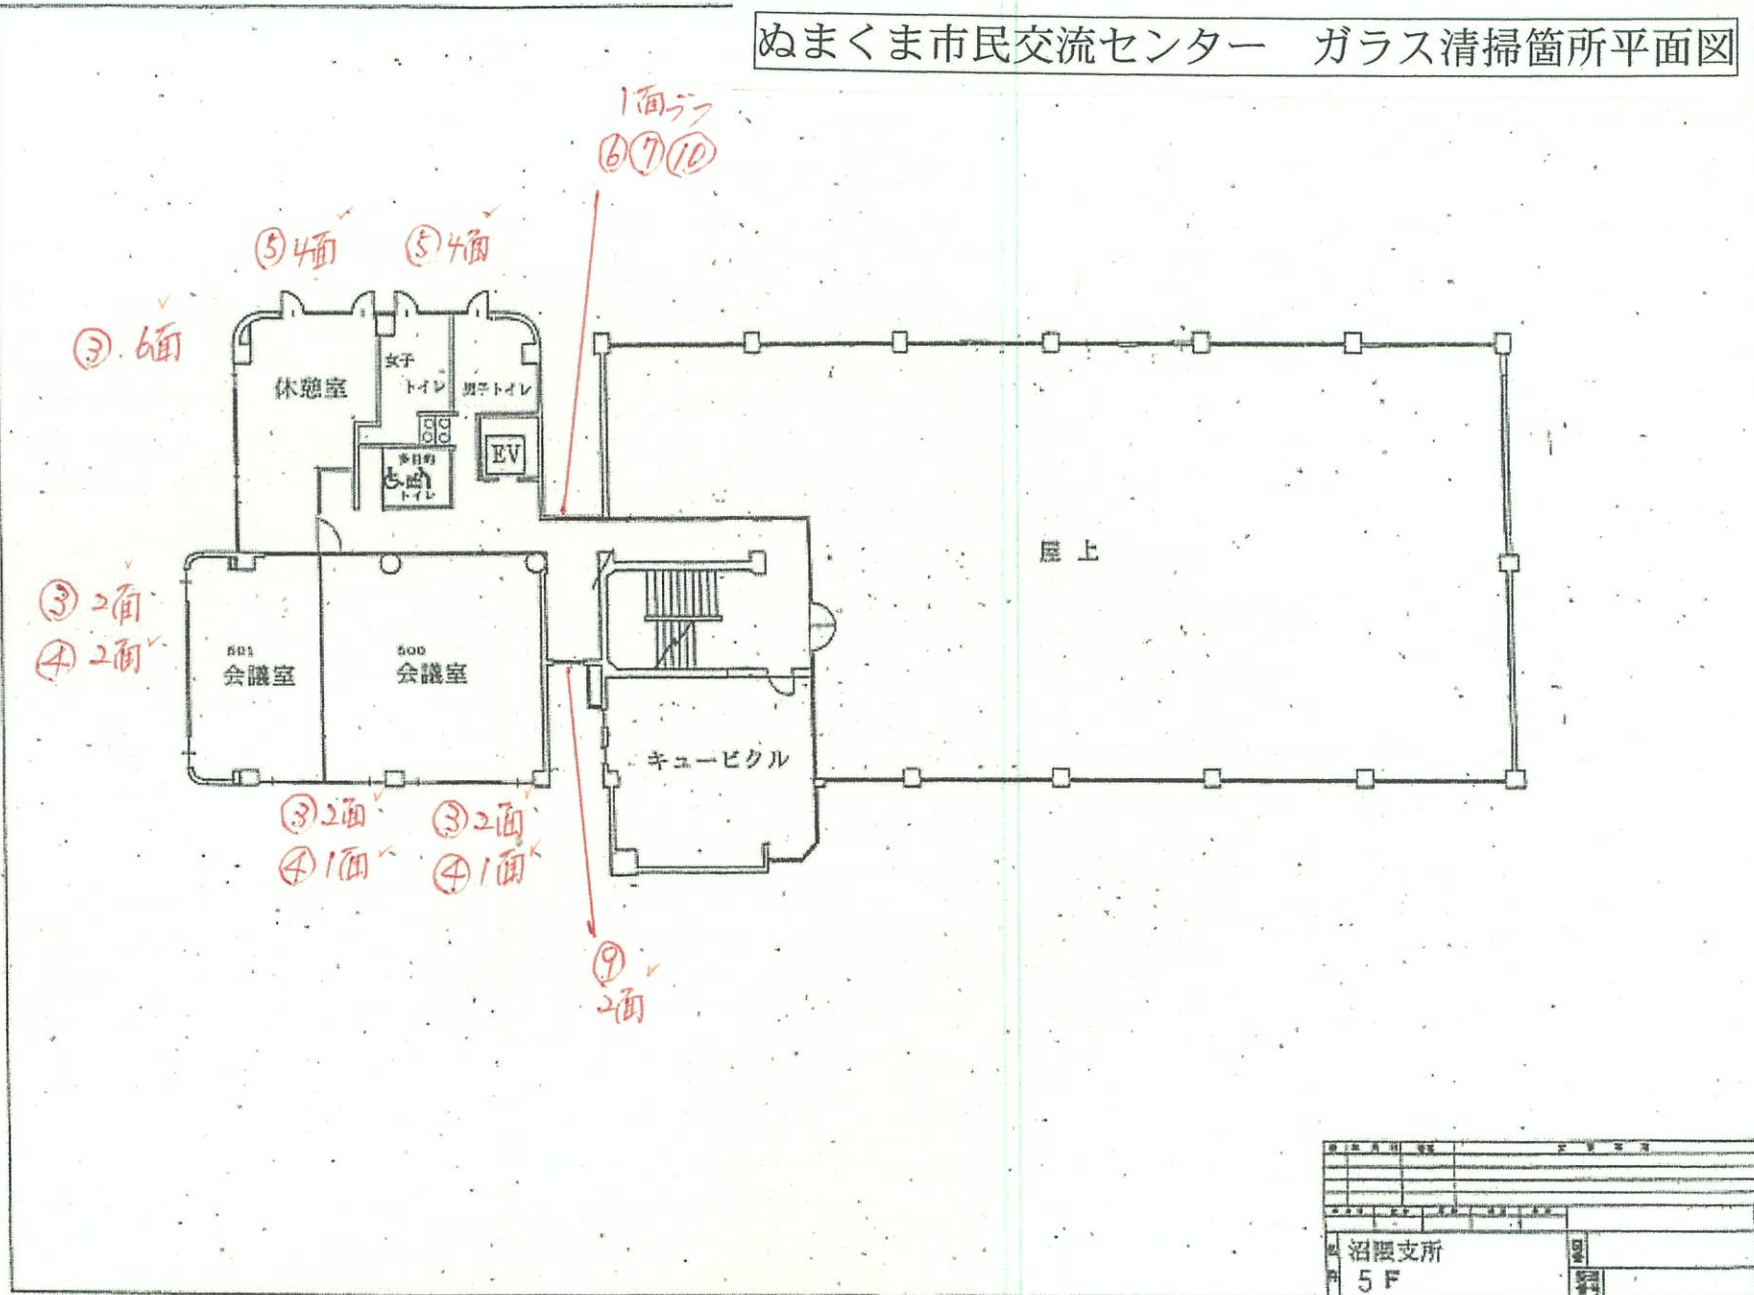 ぬまくま市民交流センター　ガラス清掃箇所平面図
1面ずつ
⑥⑦⑩
⑤4面
⑤4面
③6面
休憩室
女子
トイレ
男子トイレ
EV
多目的
トイレ
屋上
③2面
④2面
501
会議室
500
会議室
キュービクル
③2面
④1面
③2面
④1面
⑨
2面
沼隈支所
5F